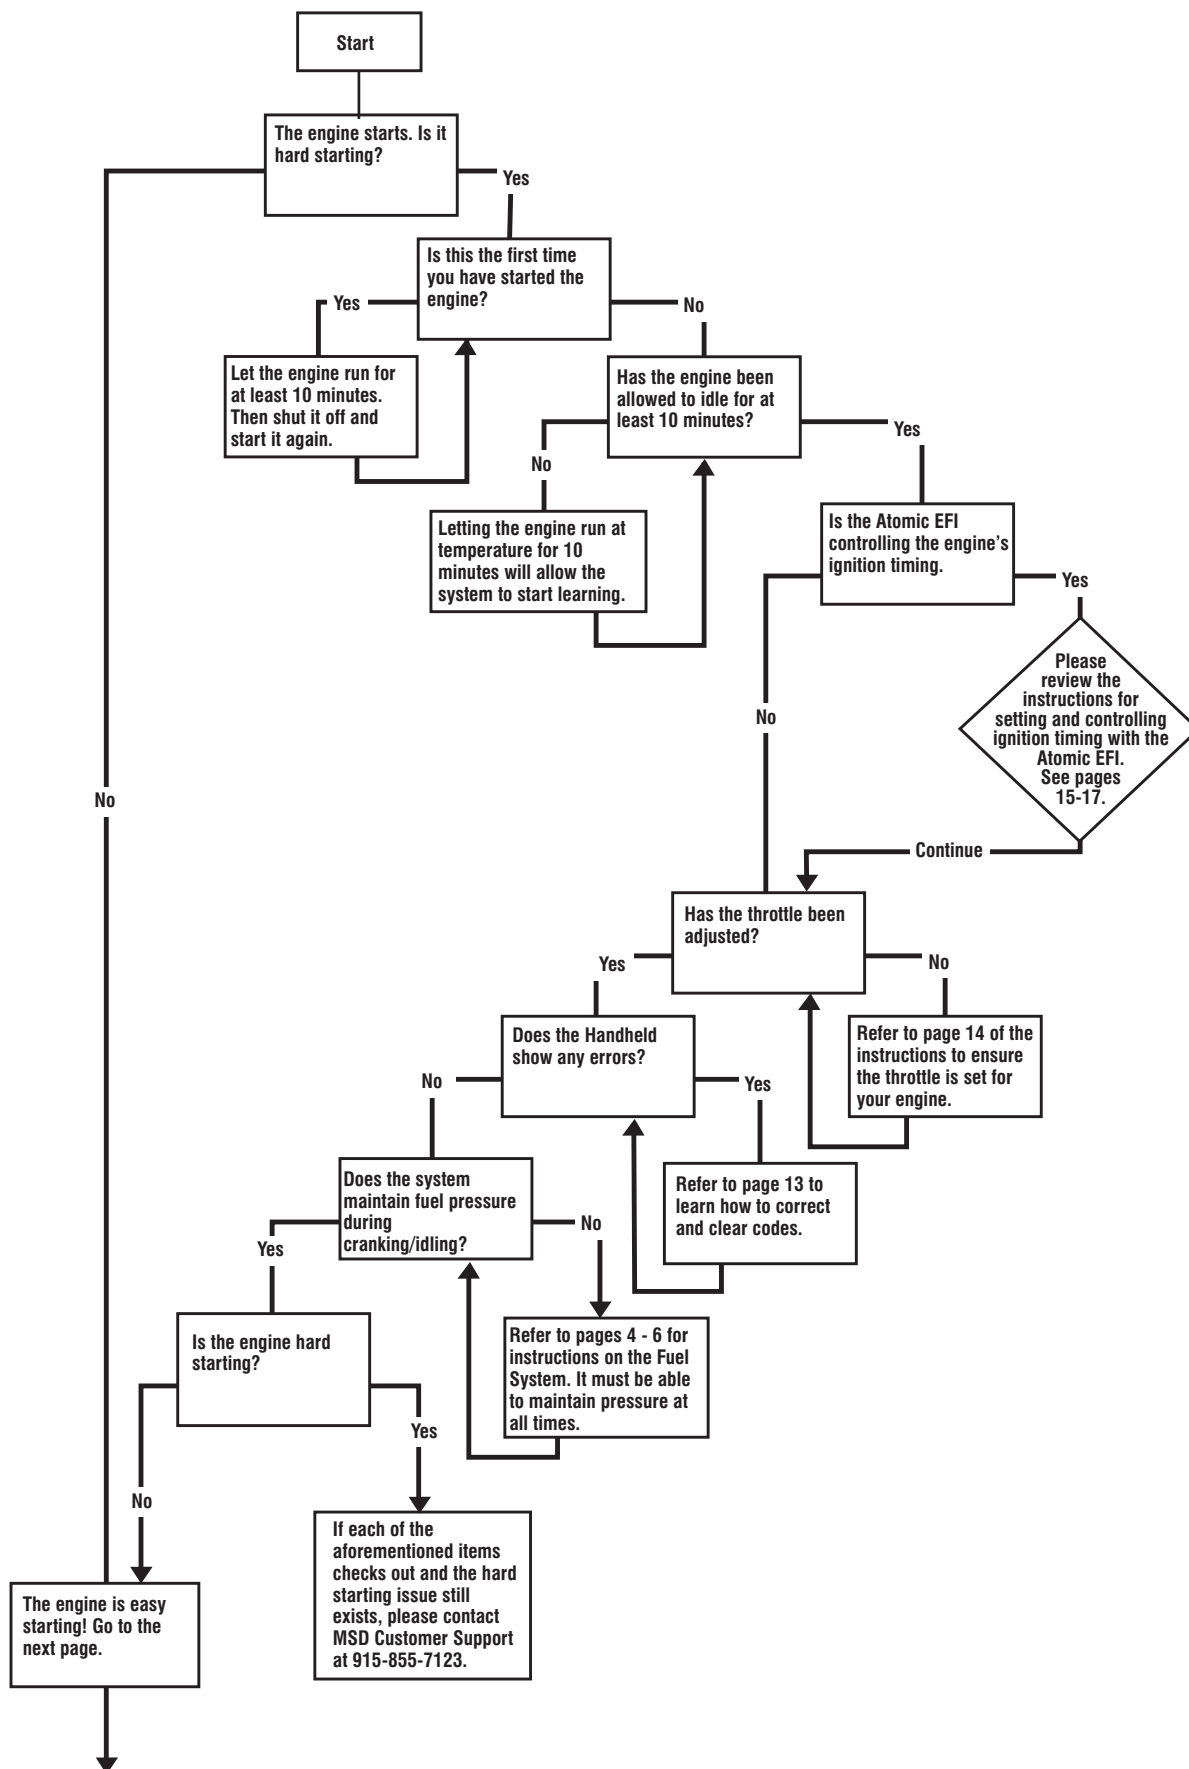 Start
The engine starts. Is it
hard starting?
Yes
Is this the first time
you have started the
engine?
Yes
No
Let the engine run for
at least 10 minutes.
Then shut it off and
start it again.
Has the engine been
allowed to idle for at
least 10 minutes?
Yes
No
Letting the engine run at
temperature for 10
minutes will allow the
system to start learning.
Is the Atomic EFI
controlling the engine’s
ignition timing.
Yes
Please
review the
instructions for
setting and controlling
ignition timing with the
Atomic EFI.
See pages
15-17.
No
No
Continue
Has the throttle been
adjusted?
Yes
No
Refer to page 14 of the
instructions to ensure
the throttle is set for
your engine.
Does the Handheld
show any errors?
No
Yes
Refer to page 13 to
learn how to correct
and clear codes.
Does the system
maintain fuel pressure
during
cranking/idling?
No
Yes
Refer to pages 4 - 6 for
instructions on the Fuel
System. It must be able
to maintain pressure at
all times.
Is the engine hard
starting?
Yes
No
If each of the
aforementioned items
checks out and the hard
starting issue still
exists, please contact
MSD Customer Support
at 915-855-7123.
The engine is easy
starting! Go to the
next page.